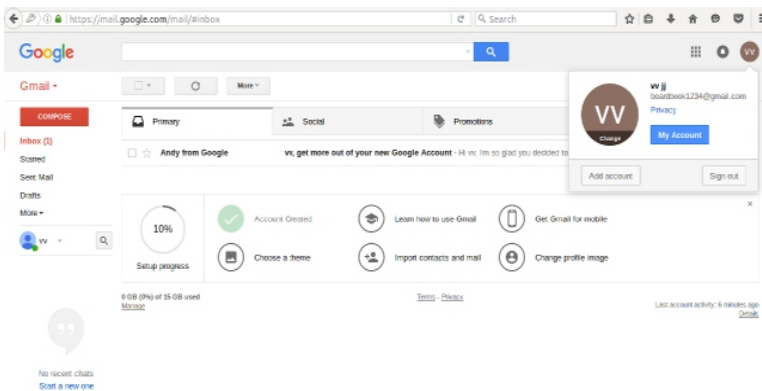 https://mail.google.com/mail/#inbox
Search
Google
VV
Gmail
More
COMPOSE
Primary
Social
Promotions
Inbox (1)
Starred
Sent Mail
Drafts
More
vv
Andy from Google
vv, get more out of your new Google Account - Hi vv, I'm so glad you decided to
VV
Change
vv jj
boardbook1234@gmail.com
Privacy
My Account
Add account
Sign out
10%
Setup progress
Account Created
Learn how to use Gmail
Get Gmail for mobile
Choose a theme
Import contacts and mail
Change profile image
0 GB (0%) of 15 GB used
Manage
Terms - Privacy
Last account activity: 6 minutes ago
Details
No recent chats
Start a new one